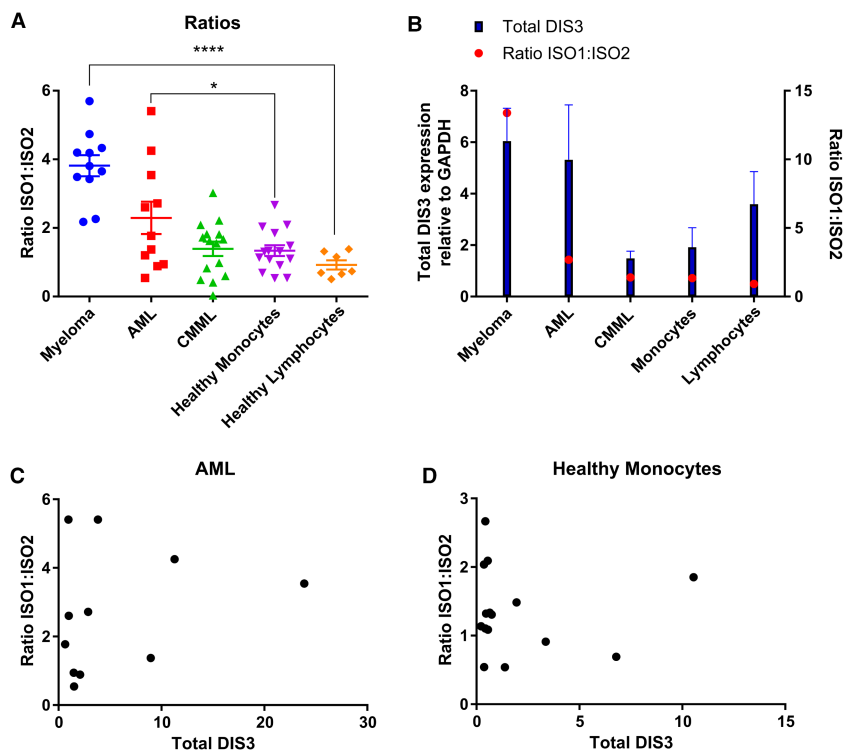 A
Ratios
****
*
Ratio ISO1:ISO2
6
4
2
0
Myeloma
AML
CMML
Healthy Monocytes
Healthy Lymphocytes
B
Total DIS3
Ratio ISO1:ISO2
Total DIS3 expression
relative to GAPDH
8
6
4
2
0
15
10
5
0
Ratio ISO1:ISO2
Myeloma
AML
CMML
Monocytes
Lymphocytes
C
AML
Ratio ISO1:ISO2
6
4
2
0
0
10
20
30
Total DIS3
D
Healthy Monocytes
Ratio ISO1:ISO2
3
2
1
0
0
5
10
15
Total DIS3